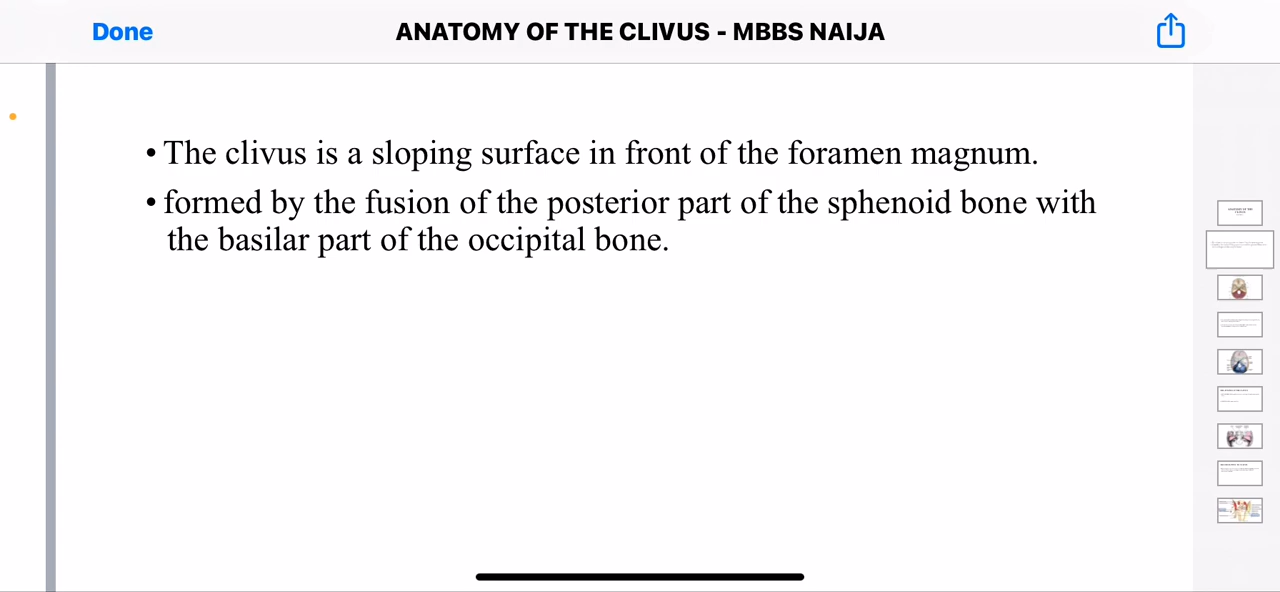 Done
ANATOMY OF THE CLIVUS - MBBS NAIJA
• The clivus is a sloping surface in front of the foramen magnum.
• formed by the fusion of the posterior part of the sphenoid bone with
the basilar part of the occipital bone.